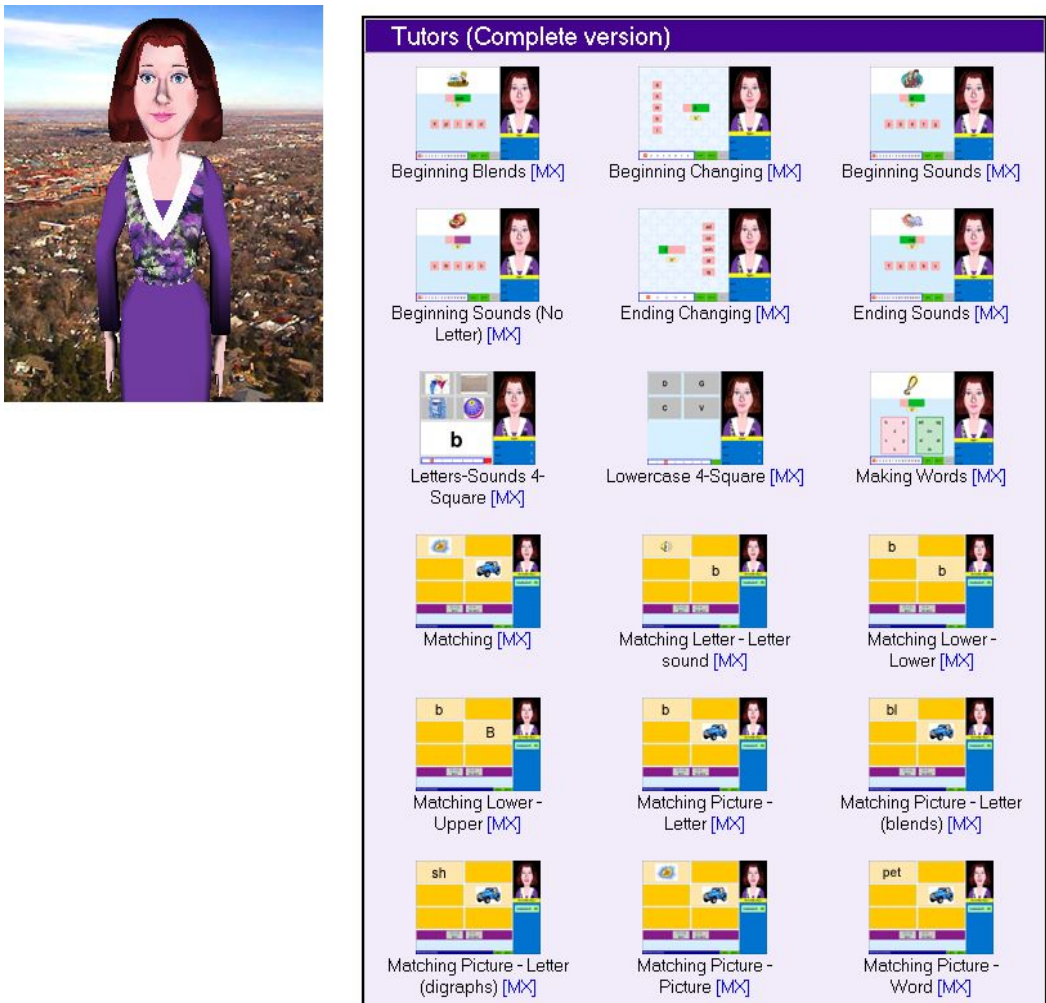 Tutors (Complete version)
Beginning Blends [MX]
Beginning Changing [MX]
Beginning Sounds [MX]
Beginning Sounds (No
Letter) [MX]
Ending Changing [MX]
Ending Sounds [MX]
b
Letters-Sounds 4-
Square [MX]
D G
C V
Lowercase 4-Square [MX]
Making Words [MX]
Matching [MX]
b
Matching Letter - Letter
sound [MX]
b
b
Matching Lower -
Lower [MX]
b
B
Matching Lower -
Upper [MX]
b
Matching Picture -
Letter [MX]
bl
Matching Picture - Letter
(blends) [MX]
sh
Matching Picture - Letter
(digraphs) [MX]
Matching Picture -
Picture [MX]
pet
Matching Picture -
Word [MX]